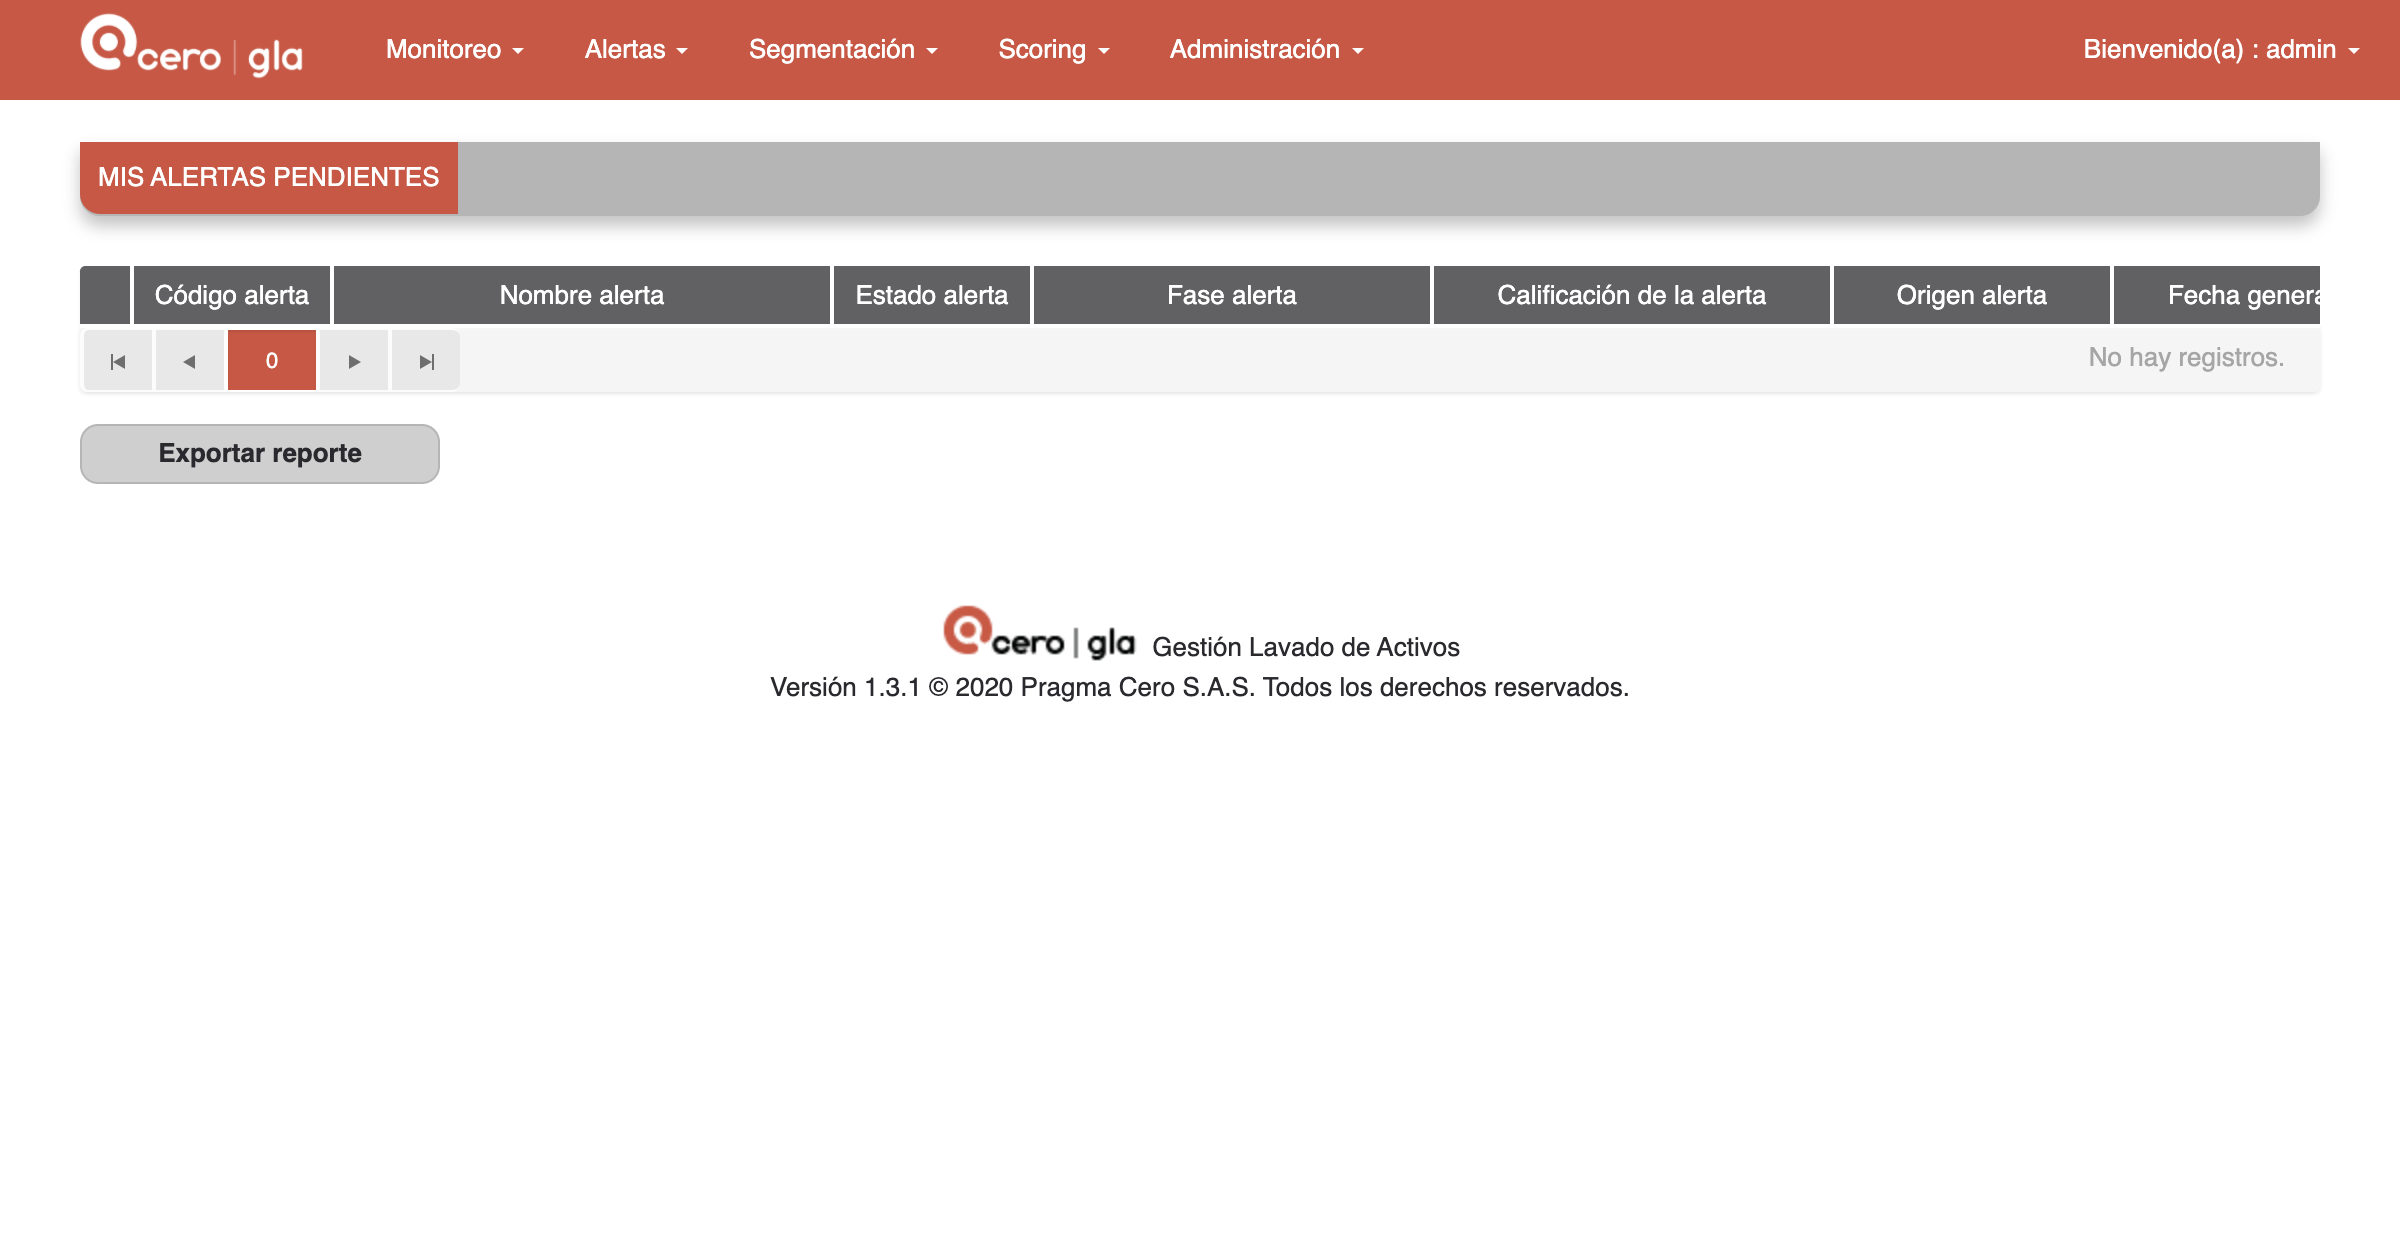 cero | gla Monitoreo Alertas Segmentación Scoring Administración Bienvenido(a) : admin
MIS ALERTAS PENDIENTES
Código alerta Nombre alerta Estado alerta Fase alerta Calificación de la alerta Origen alerta Fecha genera
0 No hay registros.
Exportar reporte
cero | gla Gestión Lavado de Activos
Versión 1.3.1 © 2020 Pragma Cero S.A.S. Todos los derechos reservados.